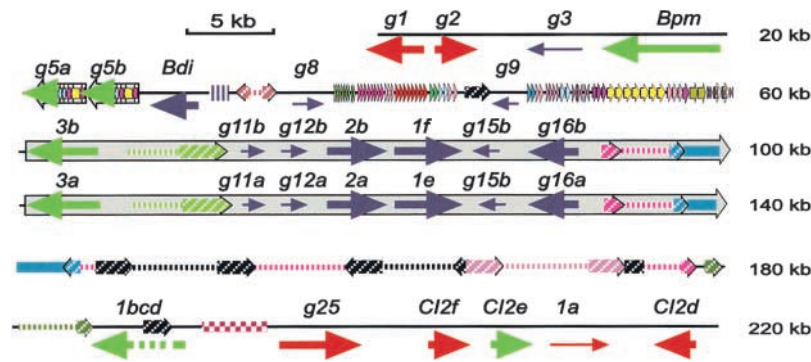 5 kb g1 g2 g3 Bpm 20 kb
g5a g5b Bdi g8 g9 60 kb
3b g11b g12b 2b 1f g15b g16b 100 kb
3a g11a g12a 2a 1e g15b g16a 140 kb
180 kb
1bcd g25 Cl2f Cl2e 1a Cl2d 220 kb